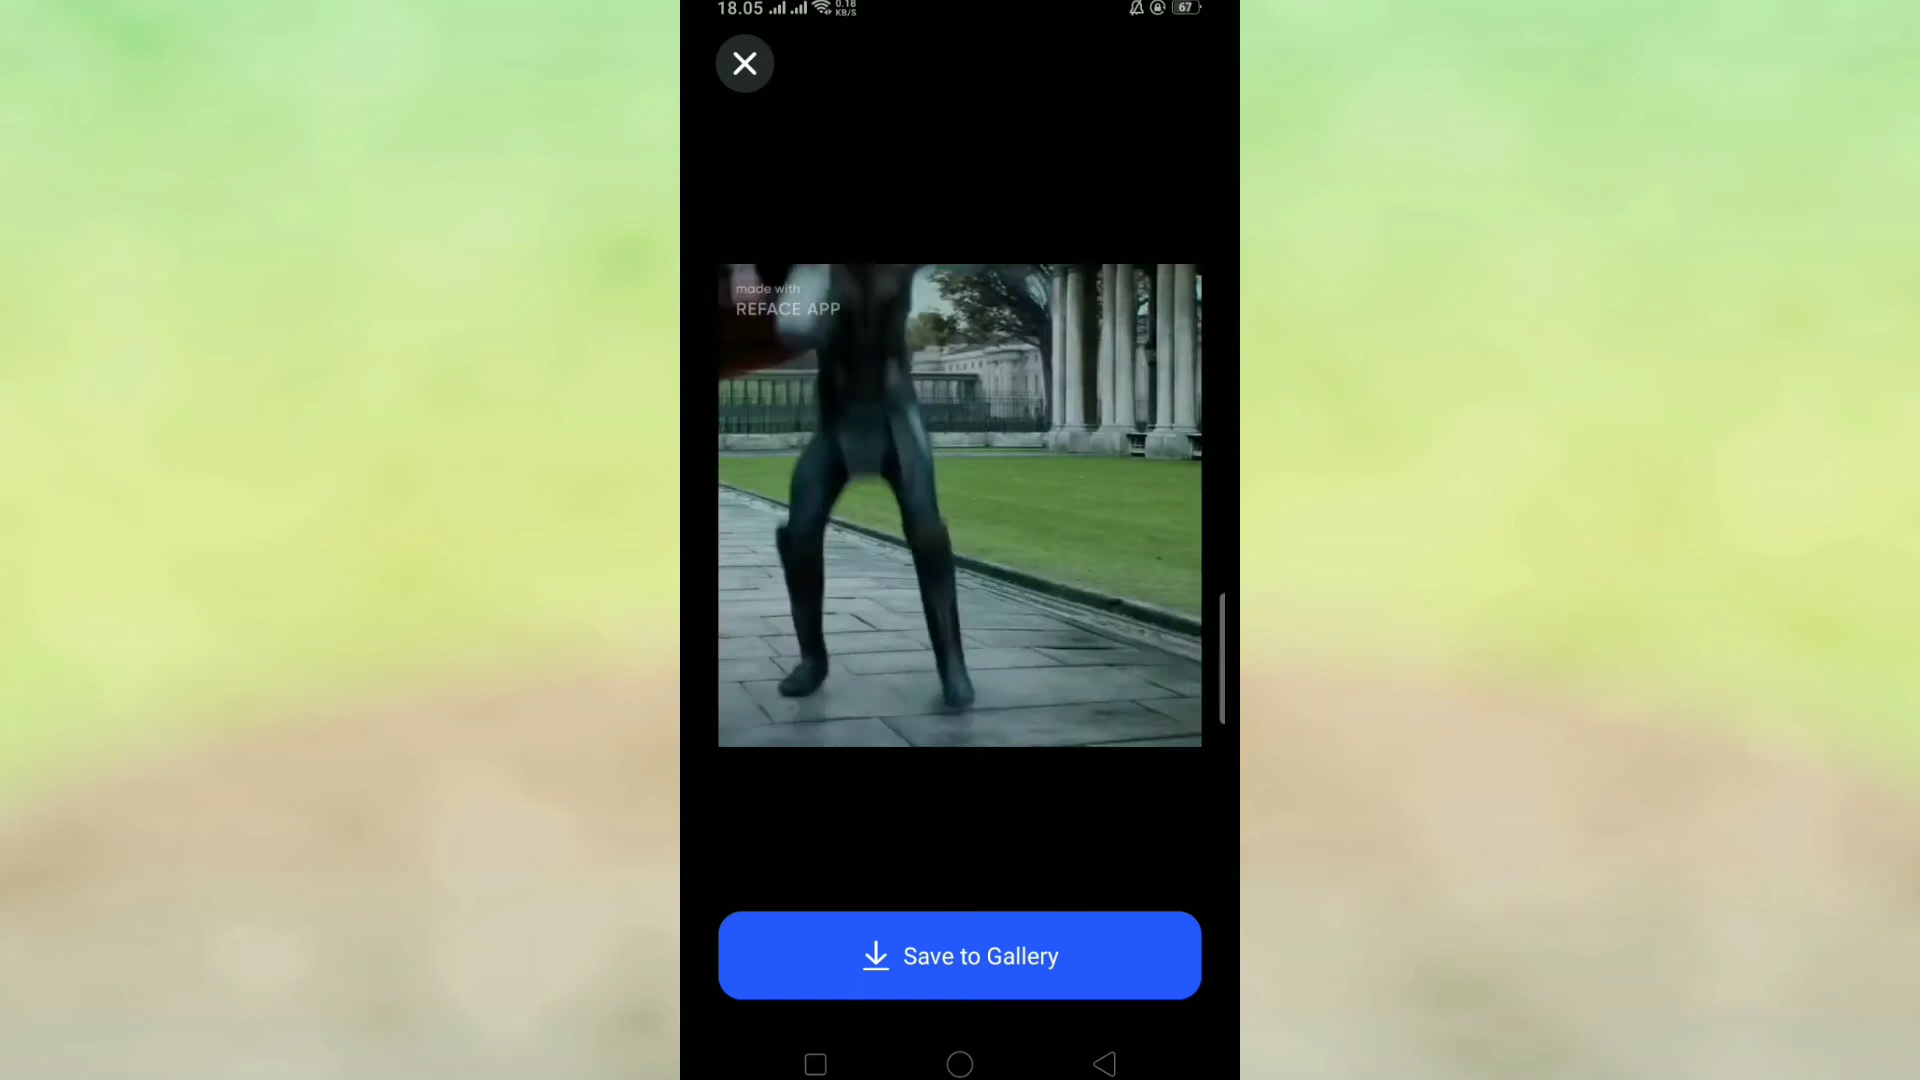 18.05
0.18
KB/S
67
made with
REFACE APP
Save to Gallery